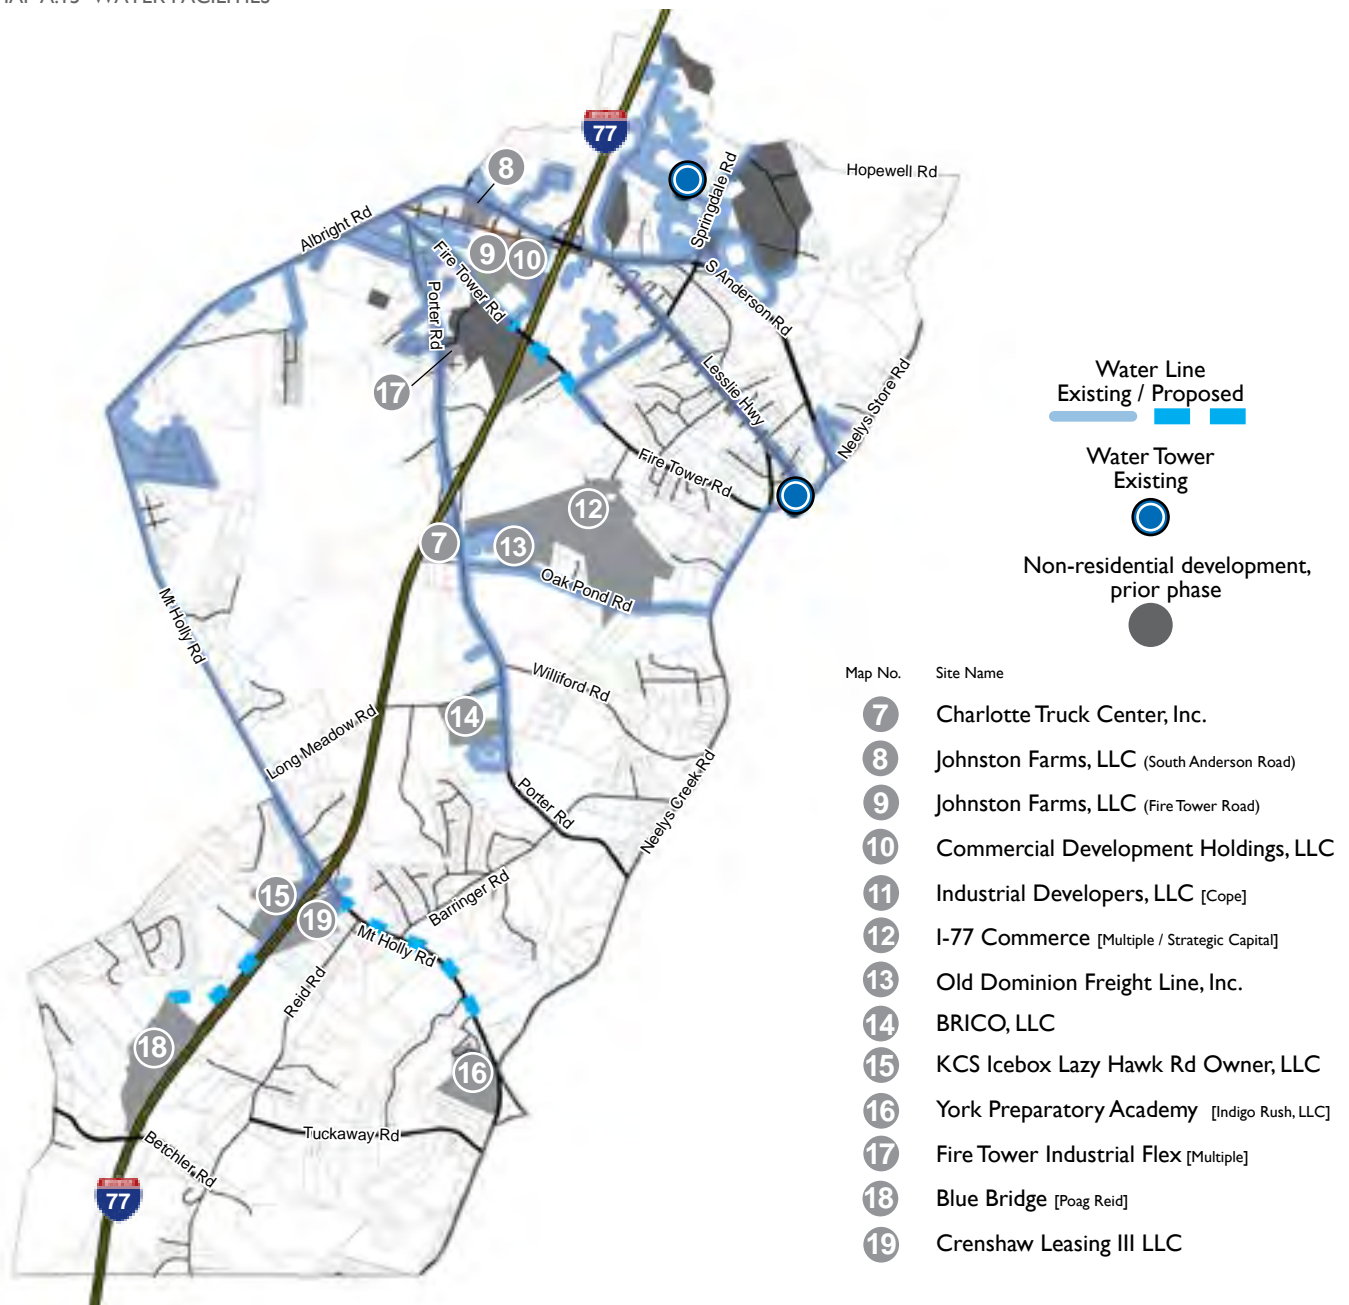 MAP A.15 WATER FACILITIES
77
8
Hopewell Rd
Springdale Rd
Albright Rd
9
10
Fire Tower Rd
S Anderson Rd
Porter Rd
17
Lesslie Hwy
Neelys Store Rd
Fire Tower Rd
12
7
13
Oak Pond Rd
Mt Holly Rd
Williford Rd
14
Long Meadow Rd
Porter Rd
Neelys Creek Rd
15
19
Barringer Rd
Mt Holly Rd
Reid Rd
18
16
Tuckaway Rd
Betchler Rd
77
Water Line
Existing / Proposed
Water Tower
Existing
Non-residential development,
prior phase
Map No. Site Name
7 Charlotte Truck Center, Inc.
8 Johnston Farms, LLC (South Anderson Road)
9 Johnston Farms, LLC (Fire Tower Road)
10 Commercial Development Holdings, LLC
11 Industrial Developers, LLC [Cope]
12 I-77 Commerce [Multiple / Strategic Capital]
13 Old Dominion Freight Line, Inc.
14 BRICO, LLC
15 KCS Icebox Lazy Hawk Rd Owner, LLC
16 York Preparatory Academy [Indigo Rush, LLC]
17 Fire Tower Industrial Flex [Multiple]
18 Blue Bridge [Poag Reid]
19 Crenshaw Leasing III LLC